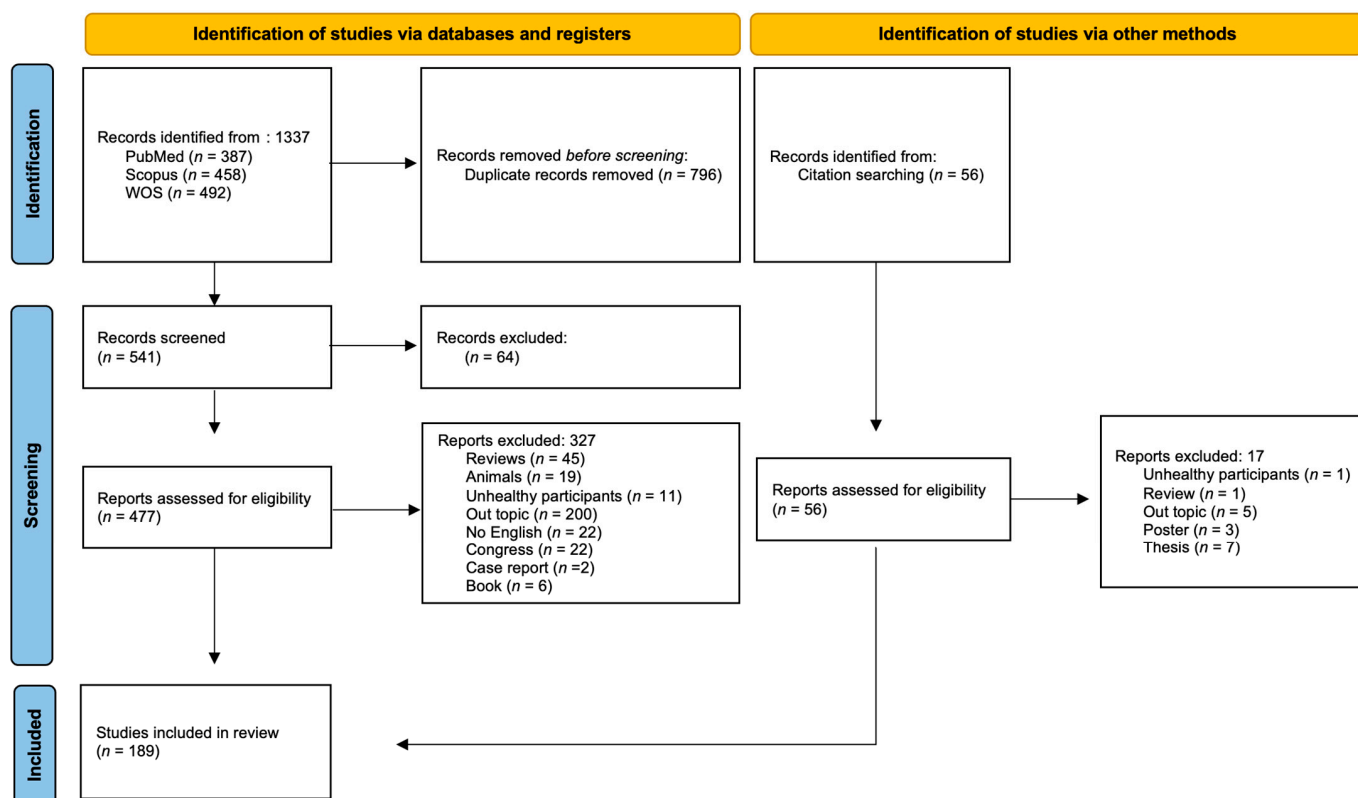 Identification of studies via databases and registers
Identification of studies via other methods
Identification
Records identified from : 1337
PubMed (n = 387)
Scopus (n = 458)
WOS (n = 492)
Records removed before screening:
Duplicate records removed (n = 796)
Records identified from:
Citation searching (n = 56)
Screening
Records screened
(n = 541)
Records excluded:
(n = 64)
Reports assessed for eligibility
(n = 477)
Reports excluded: 327
Reviews (n = 45)
Animals (n = 19)
Unhealthy participants (n = 11)
Out topic (n = 200)
No English (n = 22)
Congress (n = 22)
Case report (n =2)
Book (n = 6)
Reports assessed for eligibility
(n = 56)
Reports excluded: 17
Unhealthy participants (n = 1)
Review (n = 1)
Out topic (n = 5)
Poster (n = 3)
Thesis (n = 7)
Included
Studies included in review
(n = 189)